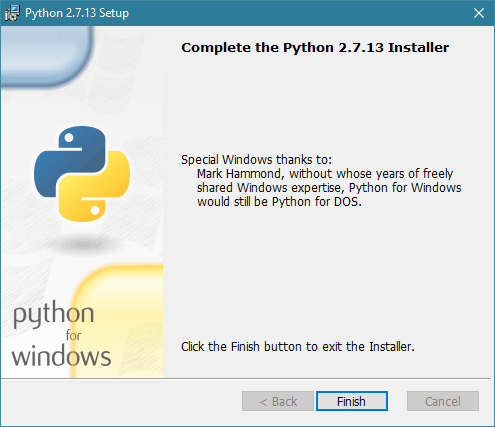 Python 2.7.13 Setup
Complete the Python 2.7.13 Installer
Special Windows thanks to:
Mark Hammond, without whose years of freely
shared Windows expertise, Python for Windows
would still be Python for DOS.
python
for
windows
Click the Finish button to exit the Installer.
< Back
Finish
Cancel